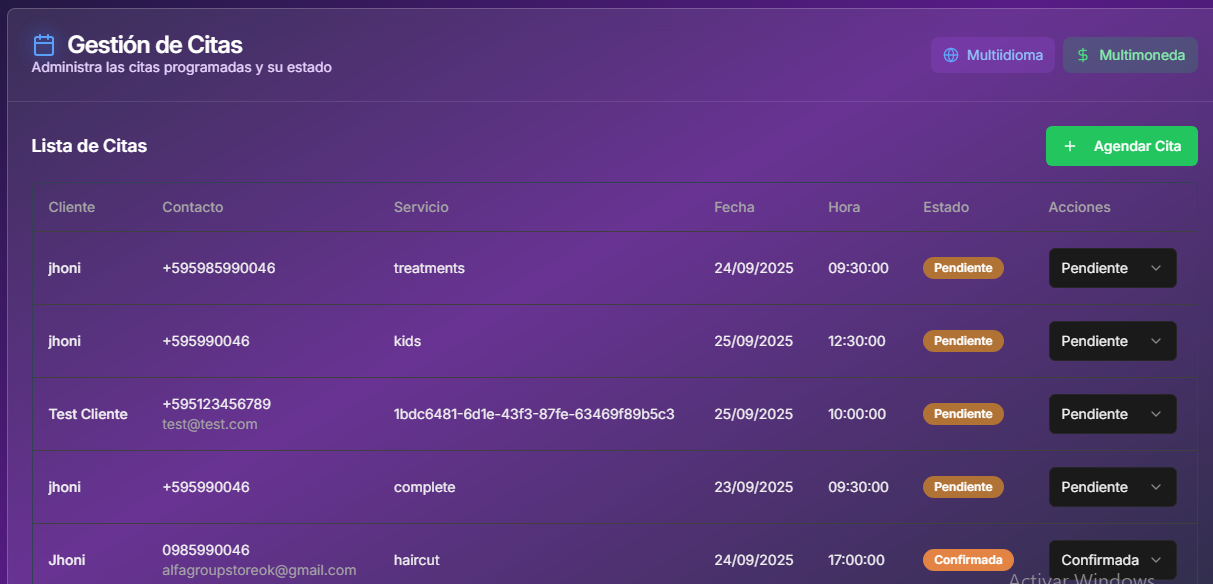 Gestión de Citas
Administra las citas programadas y su estado
Multiidioma
Multimoneda
Lista de Citas
+ Agendar Cita
Cliente Contacto Servicio Fecha Hora Estado Acciones
jhoni +595985990046 treatments 24/09/2025 09:30:00 Pendiente Pendiente
jhoni +595990046 kids 25/09/2025 12:30:00 Pendiente Pendiente
Test Cliente +595123456789 1bdc6481-6d1e-43f3-87fe-63469f89b5c3 25/09/2025 10:00:00 Pendiente Pendiente
test@test.com
jhoni +595990046 complete 23/09/2025 09:30:00 Pendiente Pendiente
Jhoni 0985990046 haircut 24/09/2025 17:00:00 Confirmada Confirmada
alfagroupstoreok@gmail.com
Activar Windows